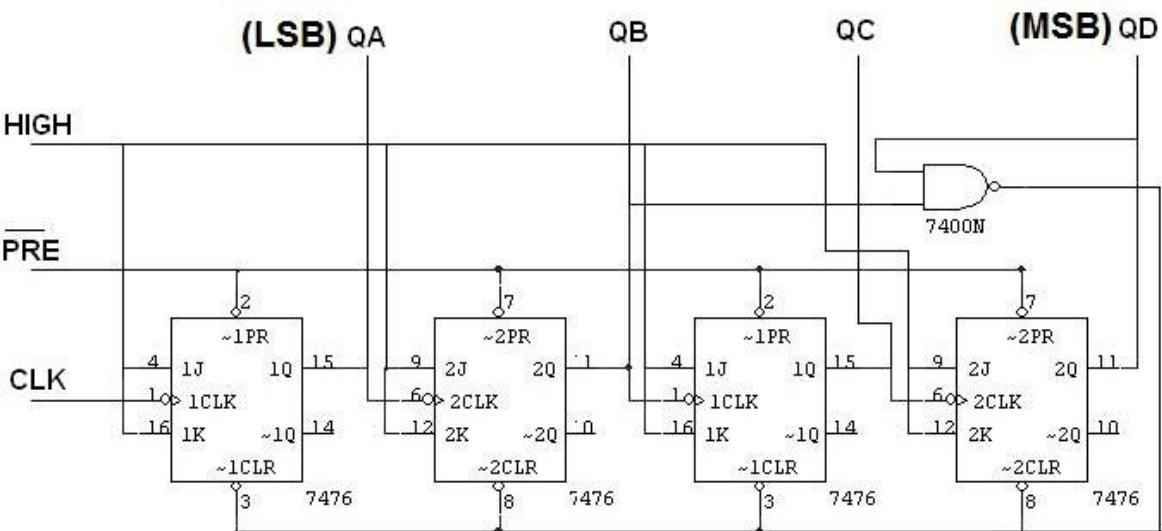 (LSB) QA QB QC (MSB) QD
HIGH
7400N
PRE
2 7 2 7
~1PR ~2PR ~1PR ~2PR
4 1J 1Q 15 9 2J 2Q 11 4 1J 1Q 15 9 2J 2Q 11
CLK 1 1CLK 6 2CLK 1 1CLK 6 2CLK
16 1K ~1Q 14 12 2K ~2Q 10 16 1K ~1Q 14 12 2K ~2Q 10
~1CLR ~2CLR ~1CLR ~2CLR
3 7476 8 7476 3 7476 8 7476